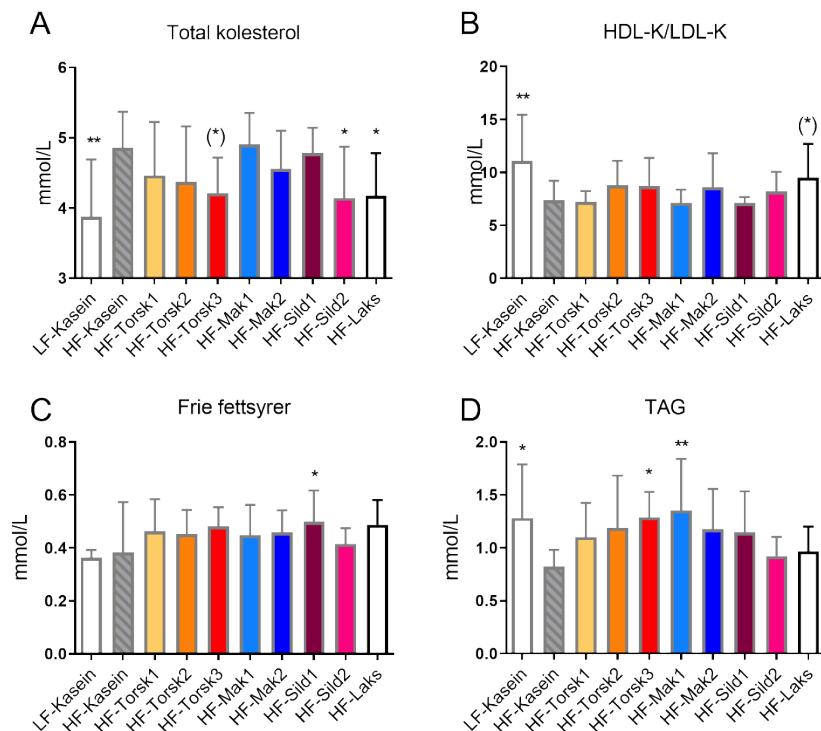 A
Total kolesterol
mmol/L
6
5
4
3
**
(*)
*
*
LF-Kasein
HF-Kasein
HF-Torsk1
HF-Torsk2
HF-Torsk3
HF-Mak1
HF-Mak2
HF-Sild1
HF-Sild2
HF-Laks
B
HDL-K/LDL-K
mmol/L
20
15
10
5
0
**
(*)
LF-Kasein
HF-Kasein
HF-Torsk1
HF-Torsk2
HF-Torsk3
HF-Mak1
HF-Mak2
HF-Sild1
HF-Sild2
HF-Laks
C
Frie fettsyrer
mmol/L
0.8
0.6
0.4
0.2
0.0
*
LF-Kasein
HF-Kasein
HF-Torsk1
HF-Torsk2
HF-Torsk3
HF-Mak1
HF-Mak2
HF-Sild1
HF-Sild2
HF-Laks
D
TAG
mmol/L
2.0
1.5
1.0
0.5
0.0
*
*
**
LF-Kasein
HF-Kasein
HF-Torsk1
HF-Torsk2
HF-Torsk3
HF-Mak1
HF-Mak2
HF-Sild1
HF-Sild2
HF-Laks